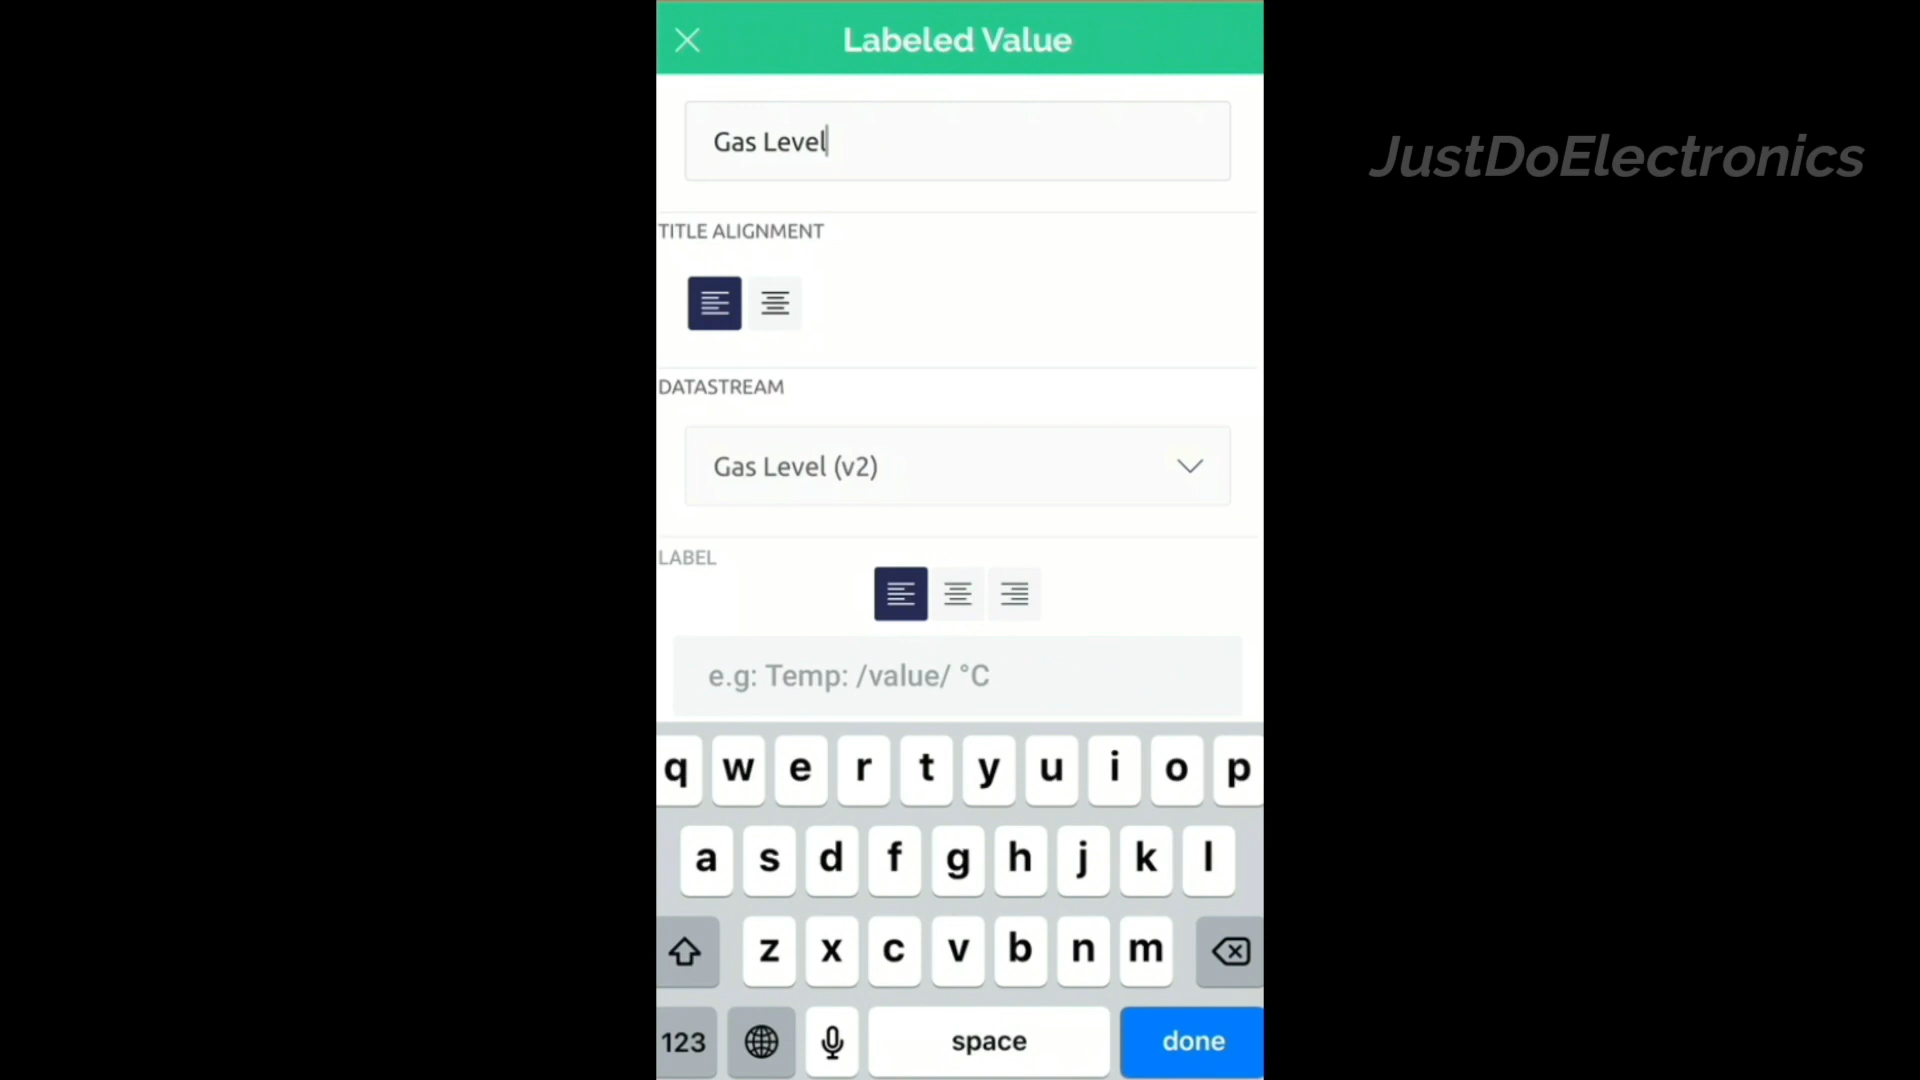 Labeled Value
JustDoElectronics
Gas Level
TITLE ALIGNMENT
DATASTREAM
Gas Level (v2)
LABEL
e.g: Temp: /value/ °C
q w e r t y u i o p
a s d f g h j k l
z x c v b n m
123 space done